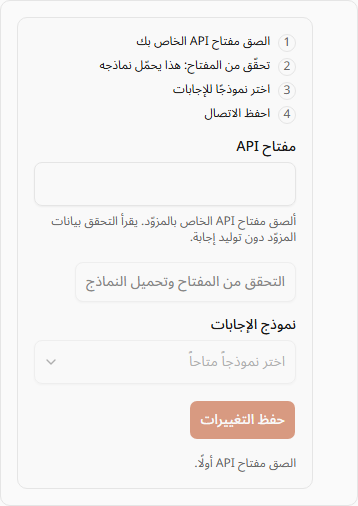 1 الصق مفتاح API الخاص بك
2 تحقّق من المفتاح: هذا يحمّل نماذجه
3 اختر نموذجًا للإجابات
4 احفظ الاتصال
مفتاح API
ألصق مفتاح API الخاص بالمزوّد. يقرأ التحقق بيانات
المزوّد دون توليد إجابة.
التحقق من المفتاح وتحميل النماذج
نموذج الإجابات
اختر نموذجاً متاحاً
حفظ التغييرات
الصق مفتاح API أولًا.